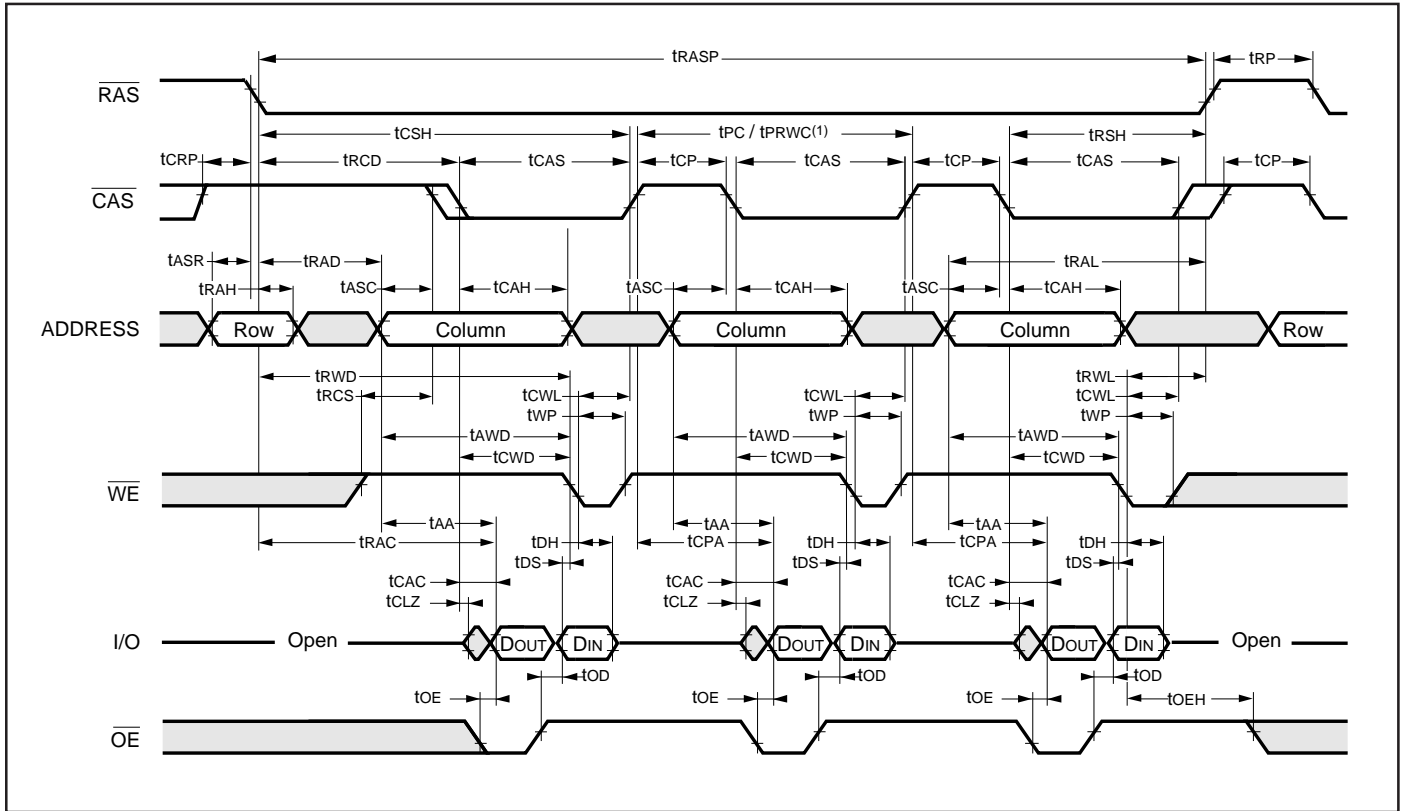 tRASP tRP
RAS
tCSH tPC / tPRWC(1) tRSH
tCRP tRCD tCAS tCP tCAS tCP tCAS tCP
CAS
tASR tRAD tRAL
tRAH tASC tCAH tASC tCAH tASC tCAH
ADDRESS Row Column Column Column Row
tRWD tRWL
tRCS tCWL tCWL tCWL
tWP tWP tWP
tAWD tAWD tAWD
tCWD tCWD tCWD
WE
tAA tAA tAA
tRAC tDH tCPA tDH tCPA tDH
tDS tDS tDS
tCAC tCAC tCAC
tCLZ tCLZ tCLZ
I/O Open DOUT DIN DOUT DIN DOUT DIN Open
tOD tOD tOD
tOE tOE tOE tOEH
OE